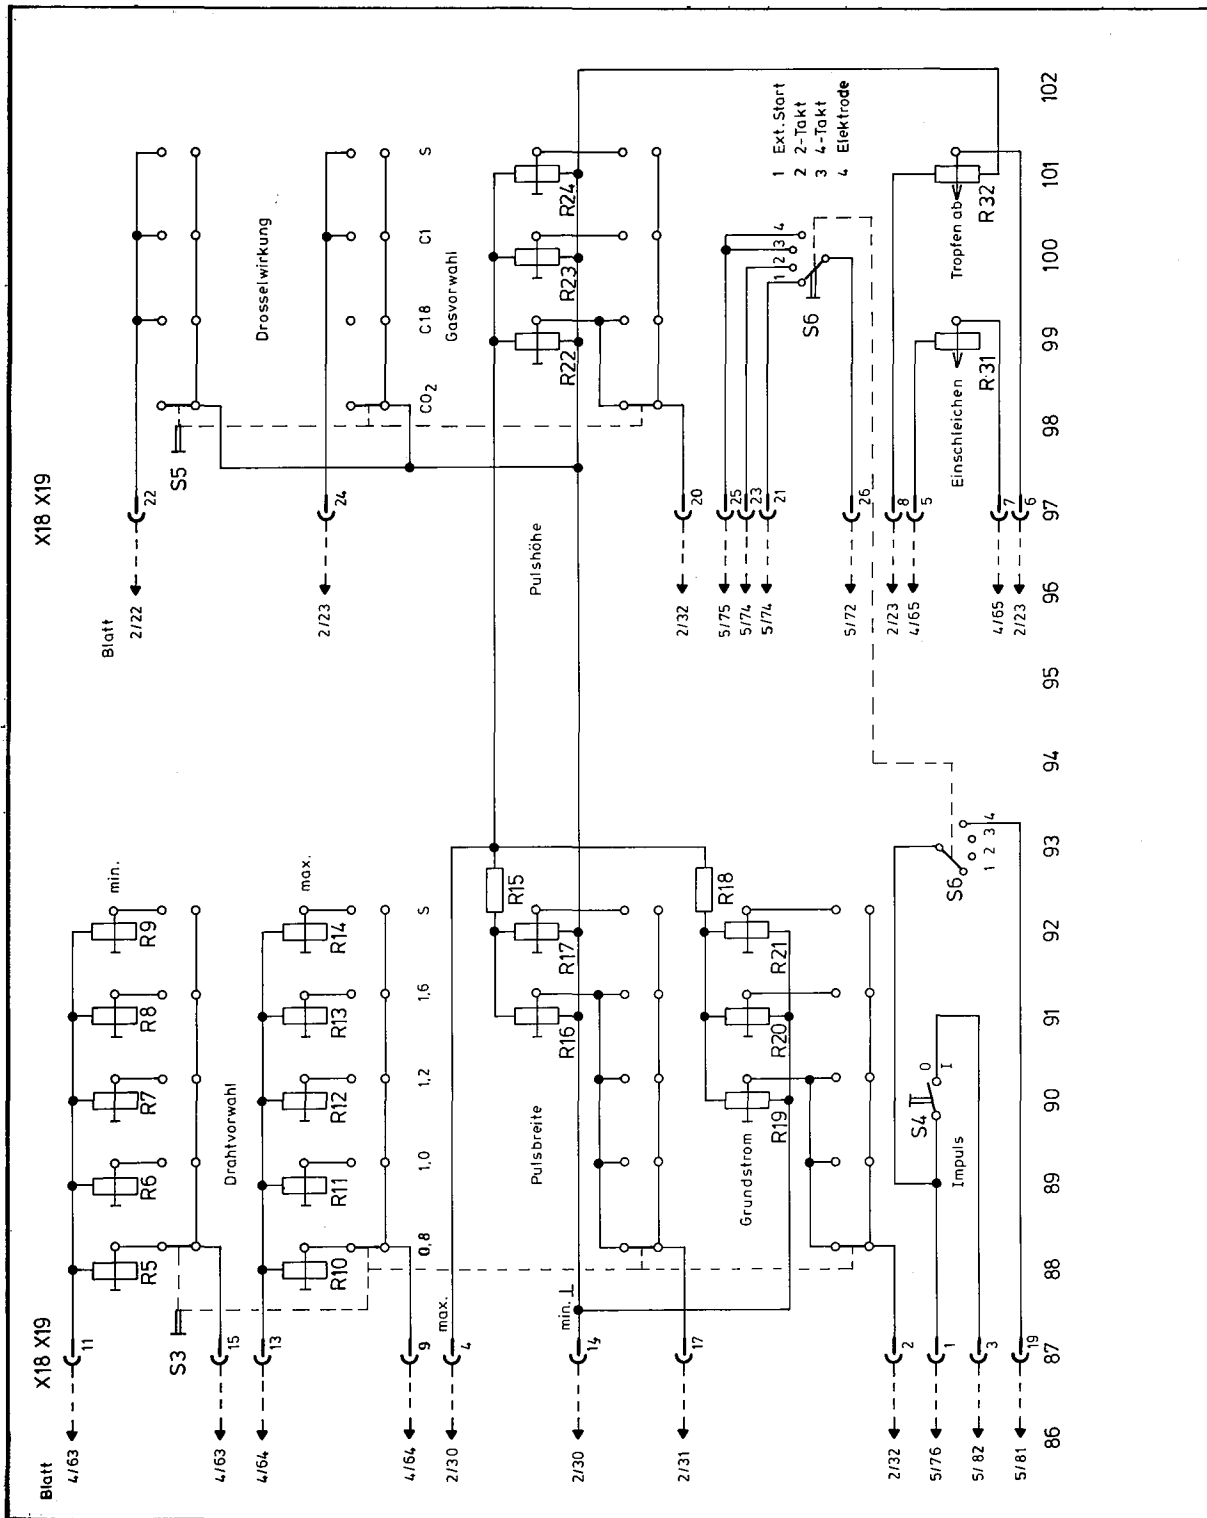 X18 X19
Blatt
4/63
11
R5
R6
R7
R8
R9
min.
S3
Drahtvorwahl
4/63
15
4/64
13
R10
R11
R12
R13
R14
max.
4/64
9
0,8
1,0
1,2
1,6
S
2/30
4
max.
R15
R16
R17
Pulsbreite
2/30
14
min.
2/31
17
R18
R19
R20
R21
Grundstrom
2/32
2
5/76
1
Impuls
S4
0
I
5/82
3
5/81
19
S6
1 2 3 4
86 87 88 89 90 91 92 93 94 95 96 97 98 99 100 101 102
X18 X19
Blatt
2/22
22
S5
Drosselwirkung
2/23
24
CO2
C18
C1
S
Gasvorwahl
Pulshöhe
R22
R23
R24
2/32
20
5/75
25
5/74
23
5/74
21
5/72
26
S6
1 2 3 4
1 Ext.Start
2 2-Takt
3 4-Takt
4 Elektrode
2/23
8
4/65
5
Einschleichen
R31
Tropfen ab
R32
4/65
7
2/23
6